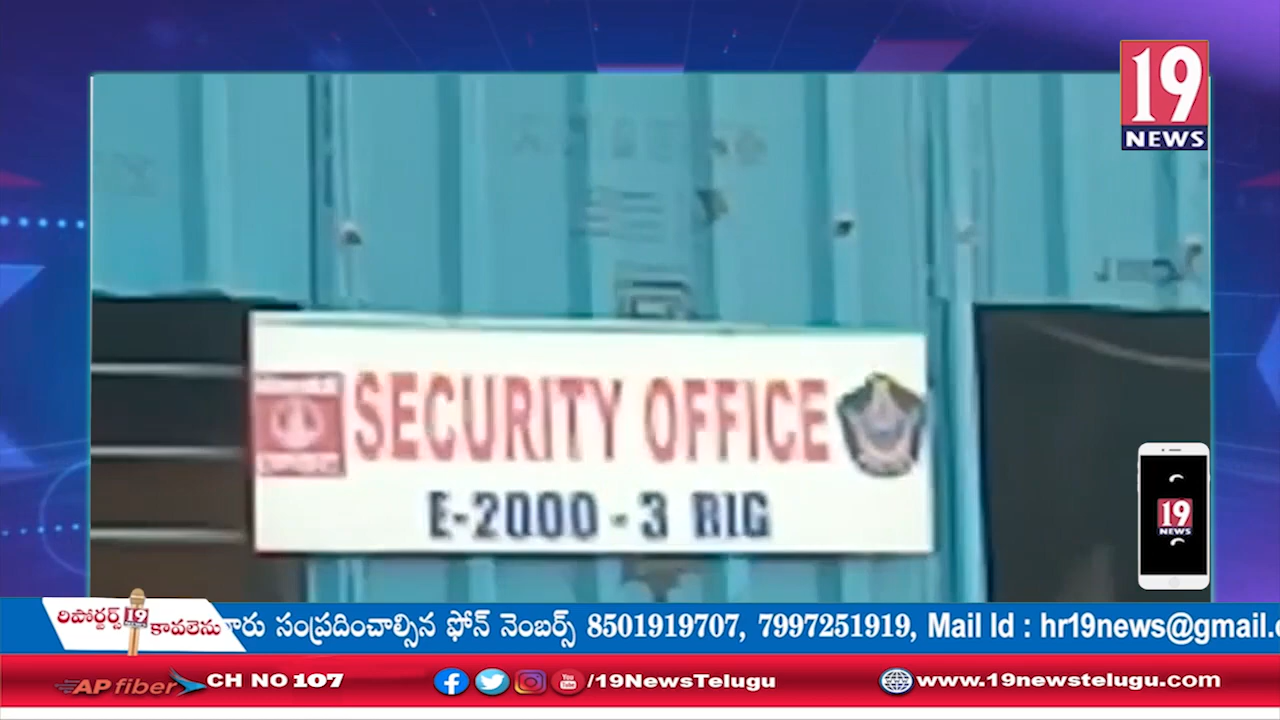 19
NEWS
SECURITY OFFICE
E-2000 - 3 RIG
19
NEWS
రిపోర్టర్స్ 19 కావలెను
వారు సంప్రదించాల్సిన ఫోన్ నెంబర్స్ 8501919707, 7997251919, Mail Id : hr19news@gmail.c
AP fiber CH NO 107 /19NewsTelugu www.19newstelugu.com